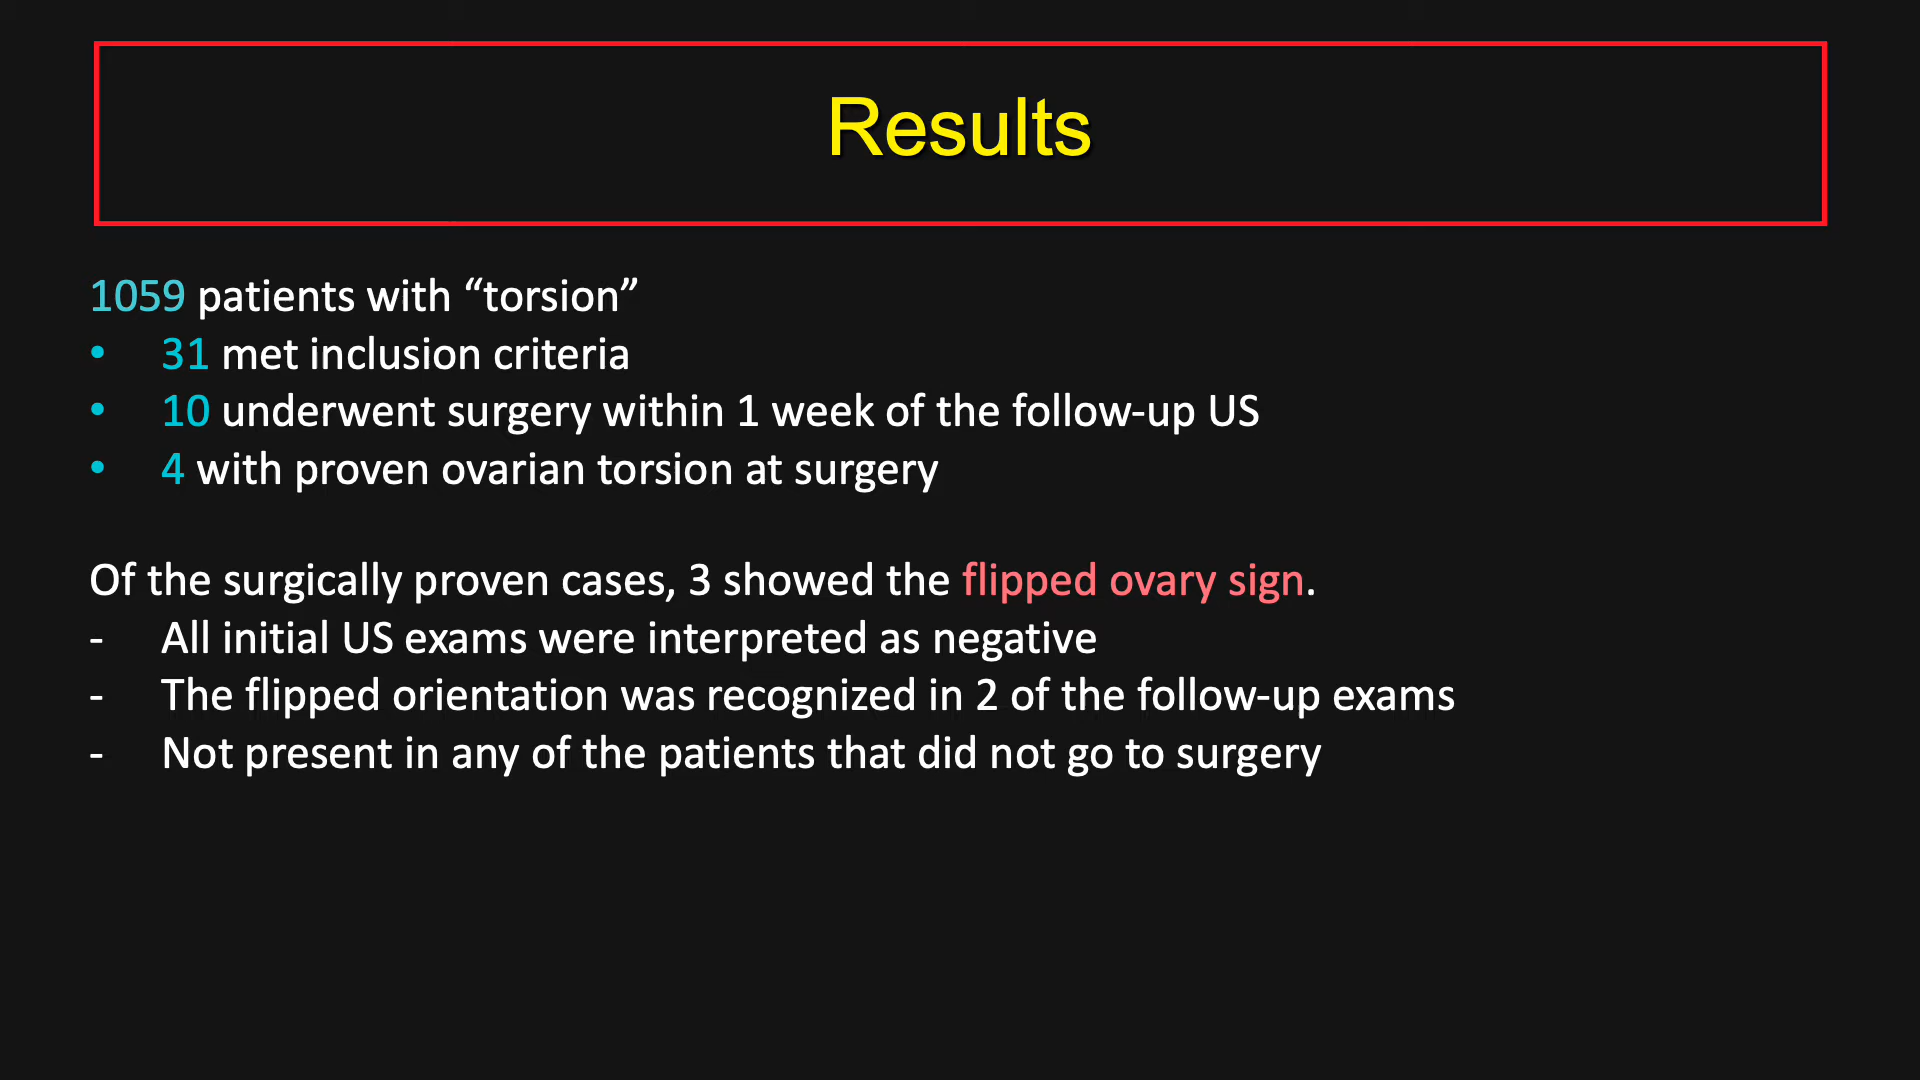 Results
1059 patients with “torsion”
• 31 met inclusion criteria
• 10 underwent surgery within 1 week of the follow-up US
• 4 with proven ovarian torsion at surgery
Of the surgically proven cases, 3 showed the flipped ovary sign.
- All initial US exams were interpreted as negative
- The flipped orientation was recognized in 2 of the follow-up exams
- Not present in any of the patients that did not go to surgery